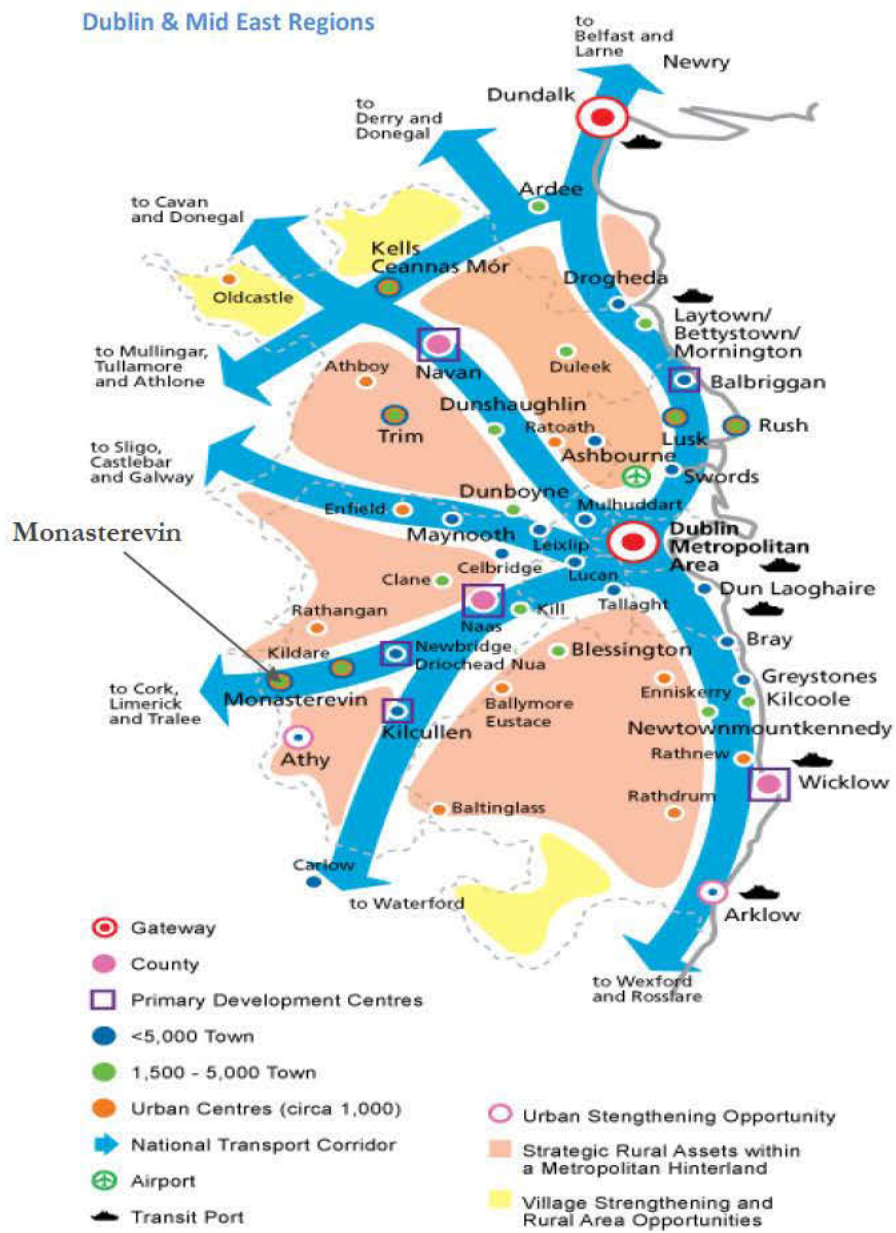 Dublin & Mid East Regions
to
Belfast and
Larne
Newry
Dundalk
to
Derry and
Donegal
Ardee
to Cavan
and Donegal
Kells
Ceannas Mór
Oldcastle
Drogheda
Laytown/
Bettystown/
Mornington
to Mullingar,
Tullamore
and Athlone
Navan
Athboy
Duleek
Balbriggan
Dunshaughlin
Trim
Ratoath
Lusk
Rush
Ashbourne
to Sligo,
Castlebar
and Galway
Swords
Dunboyne
Mulhuddart
Enfield
Maynooth
Leixlip
Dublin
Metropolitan
Area
Monasterevin
Celbridge
Lucan
Clane
Dun Laoghaire
Tallaght
Kill
Naas
Rathangan
Bray
Newbridge
Driochead Nua
Blessington
Kildare
Greystones
Enniskerry
Kilcoole
to Cork,
Limerick
and Tralee
Monasterevin
Ballymore
Eustace
Newtownmountkennedy
Kilcullen
Athy
Rathnew
Wicklow
Rathdrum
Baltinglass
Carlow
to Waterford
Arklow
to Wexford
and Rosslare
Gateway
County
Primary Development Centres
<5,000 Town
1,500 - 5,000 Town
Urban Centres (circa 1,000)
National Transport Corridor
Airport
Transit Port
Urban Stengthening Opportunity
Strategic Rural Assets within
a Metropolitan Hinterland
Village Strengthening and
Rural Area Opportunities